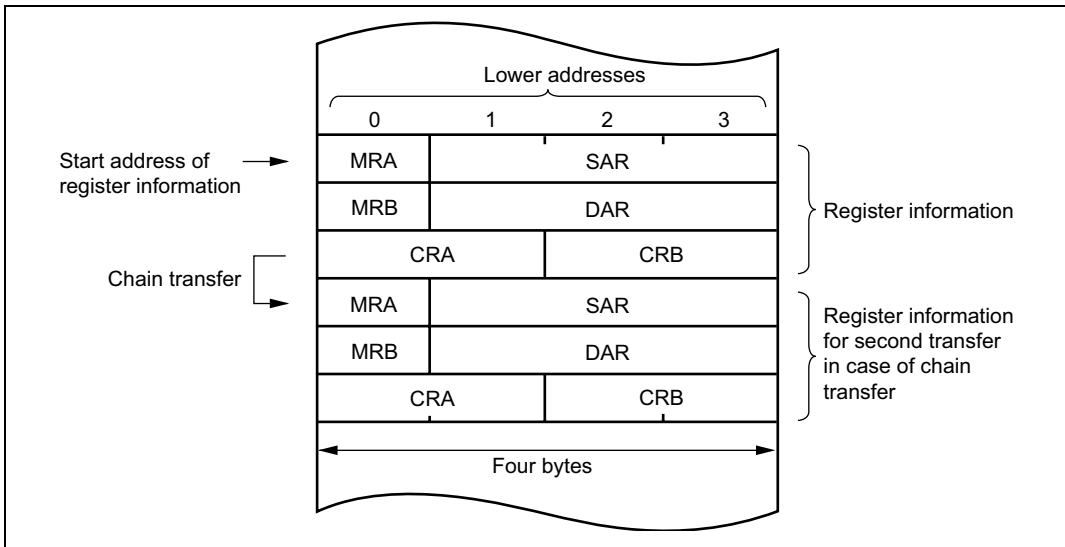 Lower addresses
0 1 2 3
Start address of
register information
MRA SAR
MRB DAR
CRA CRB
Register information
Chain transfer
MRA SAR
MRB DAR
CRA CRB
Register information
for second transfer
in case of chain
transfer
Four bytes